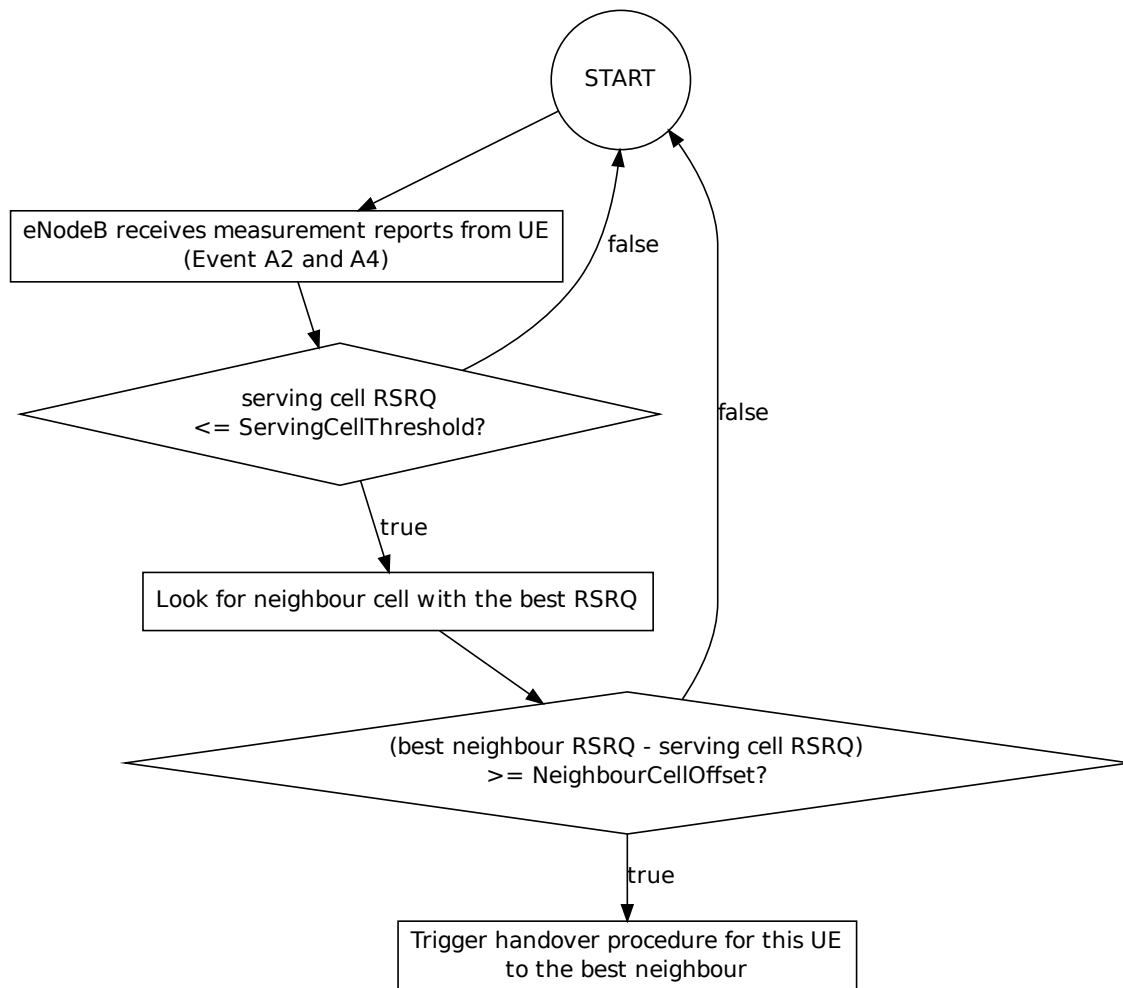 START
eNodeB receives measurement reports from UE
(Event A2 and A4)
false
serving cell RSRQ
<= ServingCellThreshold?
false
true
Look for neighbour cell with the best RSRQ
(best neighbour RSRQ - serving cell RSRQ)
>= NeighbourCellOffset?
true
Trigger handover procedure for this UE
to the best neighbour